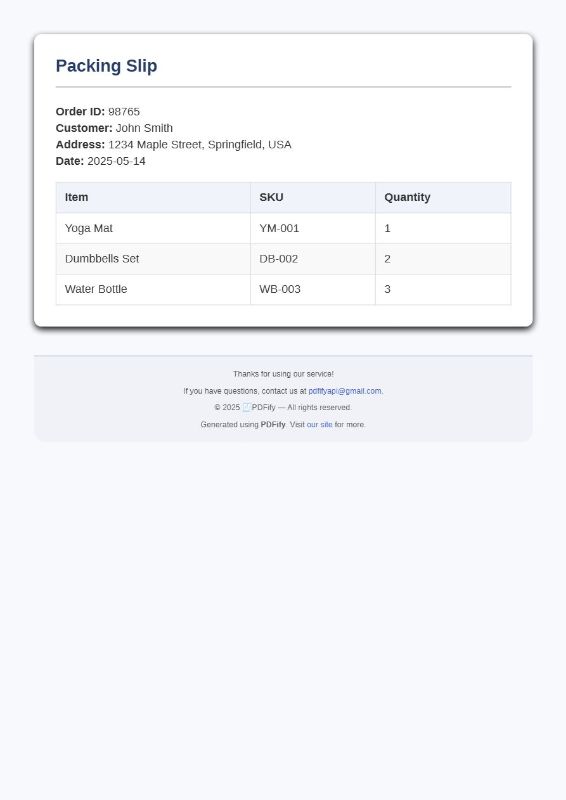 Packing Slip
Order ID: 98765
Customer: John Smith
Address: 1234 Maple Street, Springfield, USA
Date: 2025-05-14
Item SKU Quantity
Yoga Mat YM-001 1
Dumbbells Set DB-002 2
Water Bottle WB-003 3
Thanks for using our service!
If you have questions, contact us at pdfifyapi@gmail.com.
© 2025 🧾PDFify — All rights reserved.
Generated using PDFify. Visit our site for more.